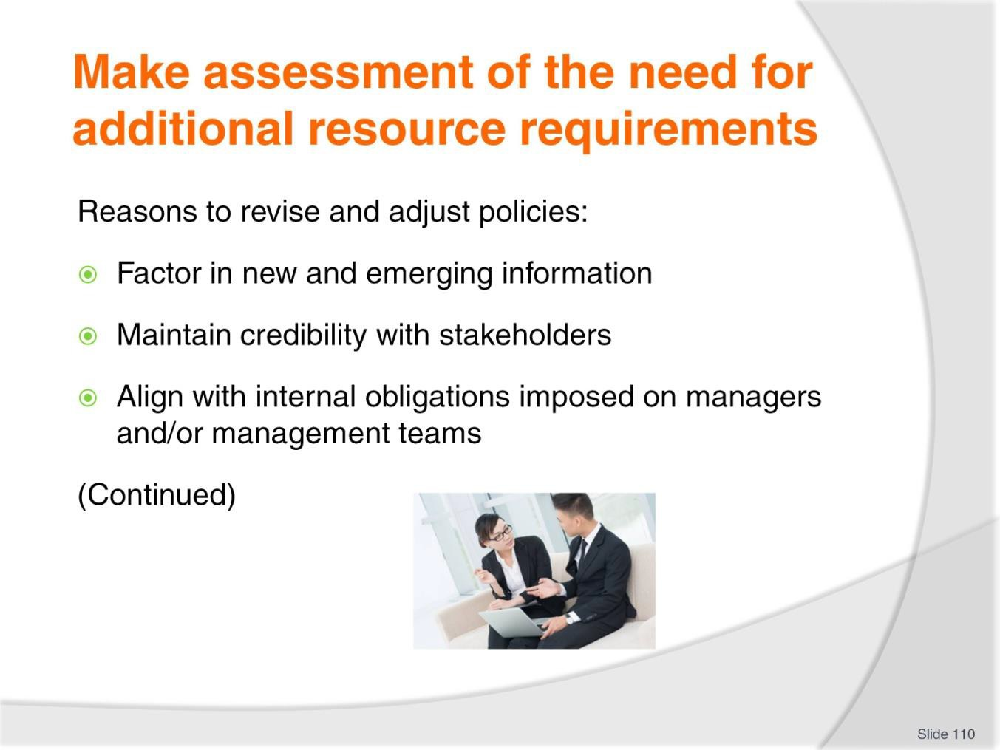 Make assessment of the need for
additional resource requirements
Reasons to revise and adjust policies:
Factor in new and emerging information
Maintain credibility with stakeholders
Align with internal obligations imposed on managers
and/or management teams
(Continued)
Slide 110